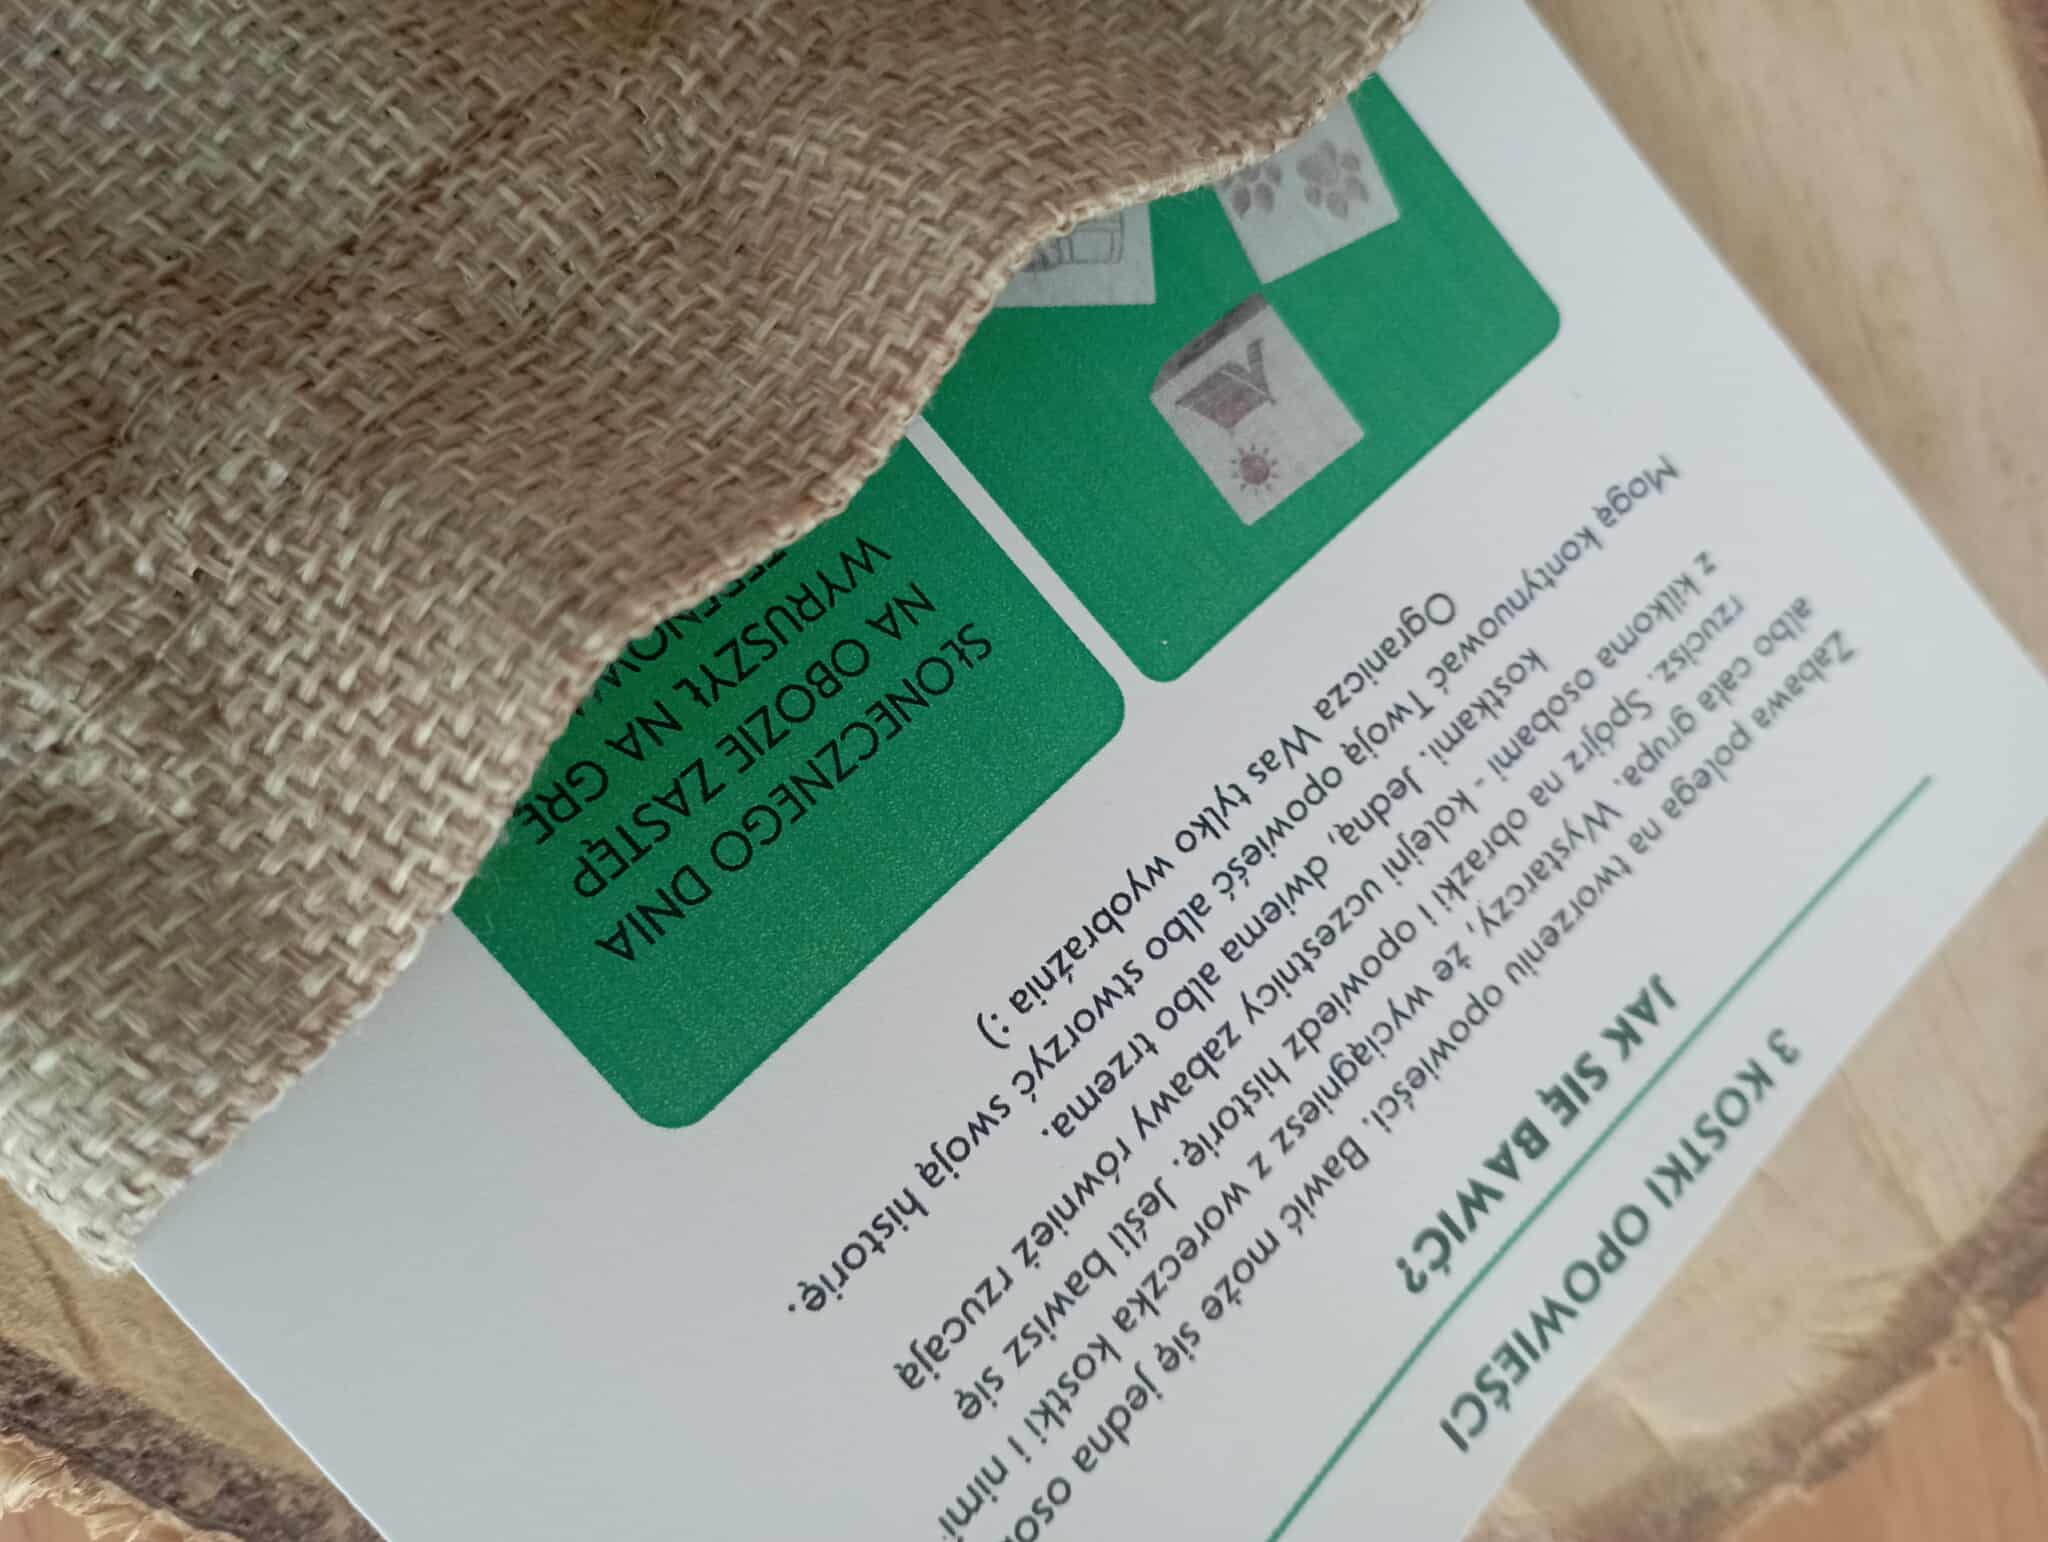 3 KOSTKI OPOWIEŚCI
JAK SIĘ BAWIĆ?
Zabawa polega na tworzeniu opowieści. Bawić może się jedna
albo cała grupa. Wystarczy, że wyciągniesz z woreczka kostki i nimi
rzucisz. Spójrz na obrazki i opowiedz historię. Jeśli bawisz się
z kilkoma osobami - kolejni uczestnicy zabawy również rzucają
kostkami. Jedną, dwiema albo trzema.
Mogą kontynuować Twoją opowieść albo stworzyć swoją historię.
Ogranicza Was tylko wyobraźnia :)
SŁONECZNEGO DNIA
NA OBOZIE ZASTĘP
WYRUSZYŁ NA GRĘ